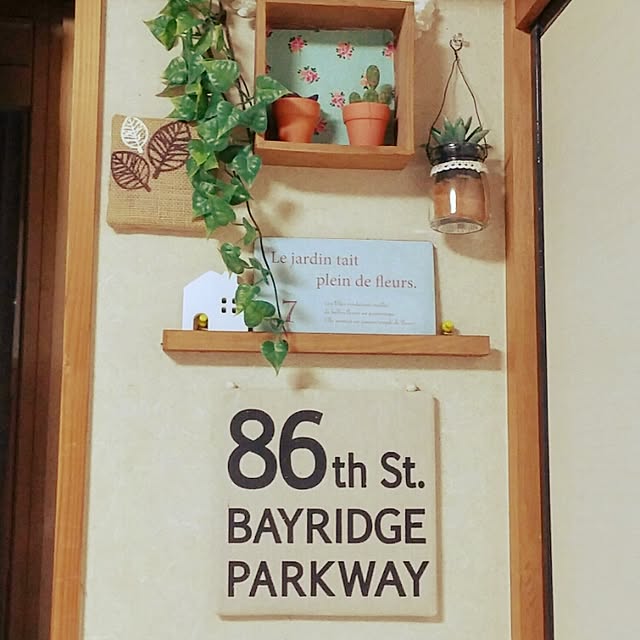 Le jardin tait
plein de fleurs.
7
86th St.
BAYRIDGE
PARKWAY